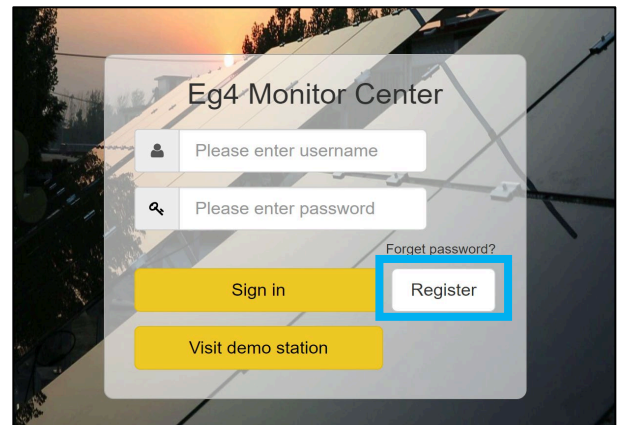 Eg4 Monitor Center
Please enter username
Please enter password
Forget password?
Sign in
Register
Visit demo station